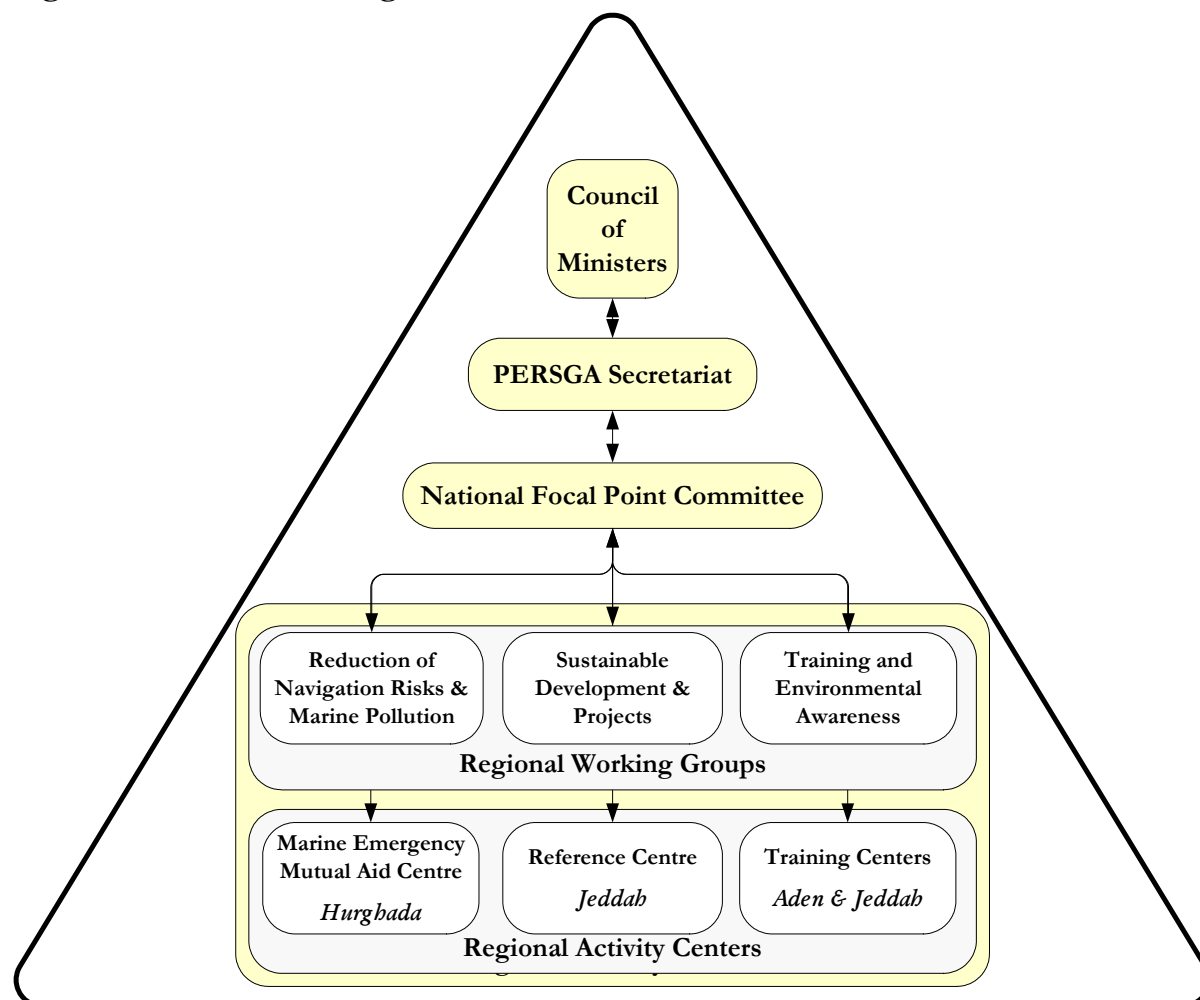 Council
of
Ministers
PERSGA Secretariat
National Focal Point Committee
Reduction of
Navigation Risks &
Marine Pollution
Sustainable
Development &
Projects
Training and
Environmental
Awareness
Regional Working Groups
Marine Emergency
Mutual Aid Centre
Hurghada
Reference Centre
Jeddah
Training Centers
Aden & Jeddah
Regional Activity Centers